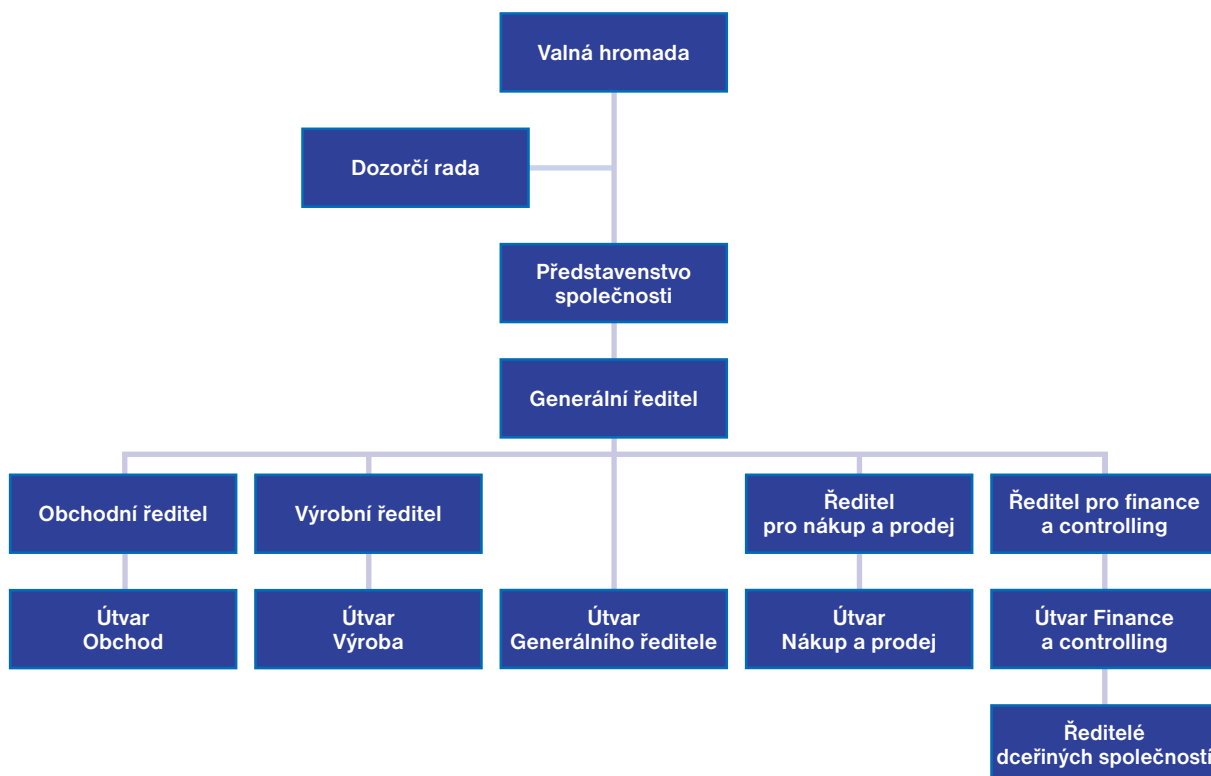 Valná hromada
Dozorčí rada
Představenstvo
společnosti
Generální ředitel
Obchodní ředitel
Výrobní ředitel
Ředitel
pro nákup a prodej
Ředitel pro finance
a controlling
Útvar
Obchod
Útvar
Výroba
Útvar
Generálního ředitele
Útvar
Nákup a prodej
Útvar Finance
a controlling
Ředitelé
dceřiných společností